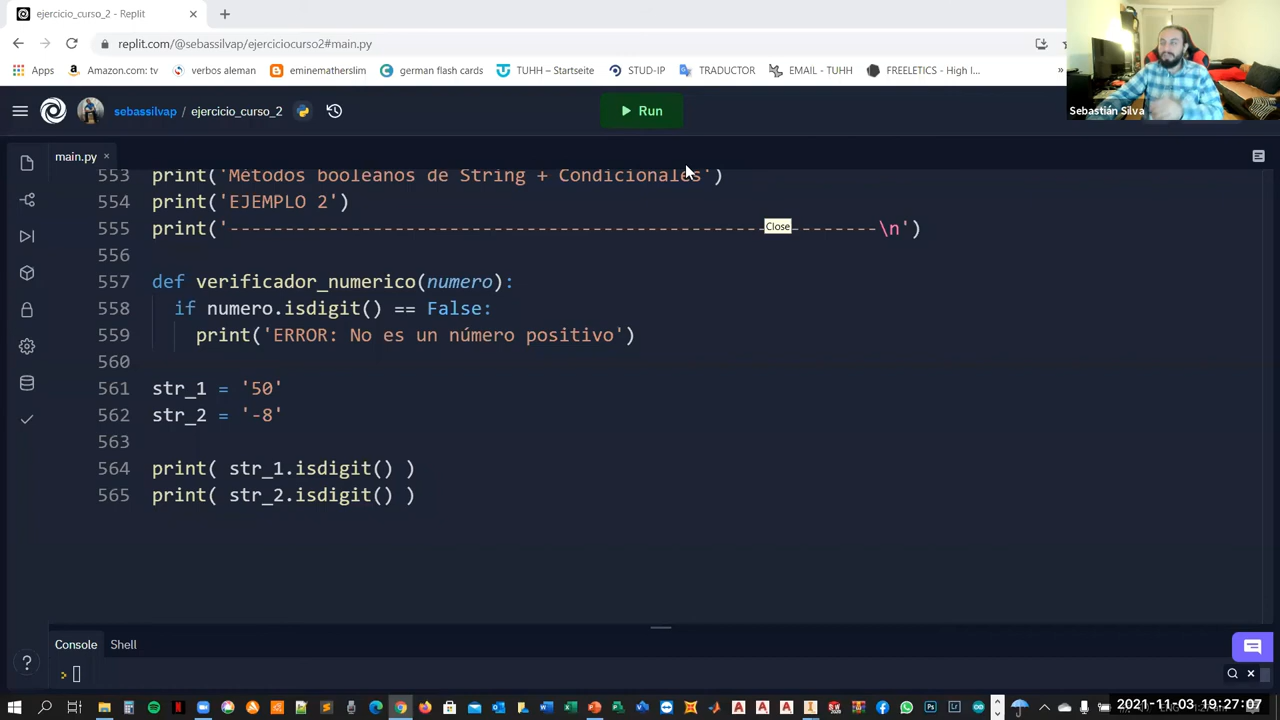 ejercicio_curso_2 - Replit
replit.com/@sebassilvap/ejerciciocurso2#main.py
Apps Amazon.com: tv verbos aleman eminematherslim german flash card TUHH – Startseite STUD-IP TRADUCTOR EMAIL - TUHH FREELETICS - High I... »
Sebastián Silva
sebassilvap / ejercicio_curso_2
Run
main.py
553 print('Métodos booleanos de String + Condicionales')
554 print('EJEMPLO 2')
555 print('-----------------------------------------------------------\n')
Close
556
557 def verificador_numerico(numero):
558 if numero.isdigit() == False:
559 print('ERROR: No es un número positivo')
560
561 str_1 = '50'
562 str_2 = '-8'
563
564 print( str_1.isdigit() )
565 print( str_2.isdigit() )
Console Shell
>
?
2021-11-03 19:27:07